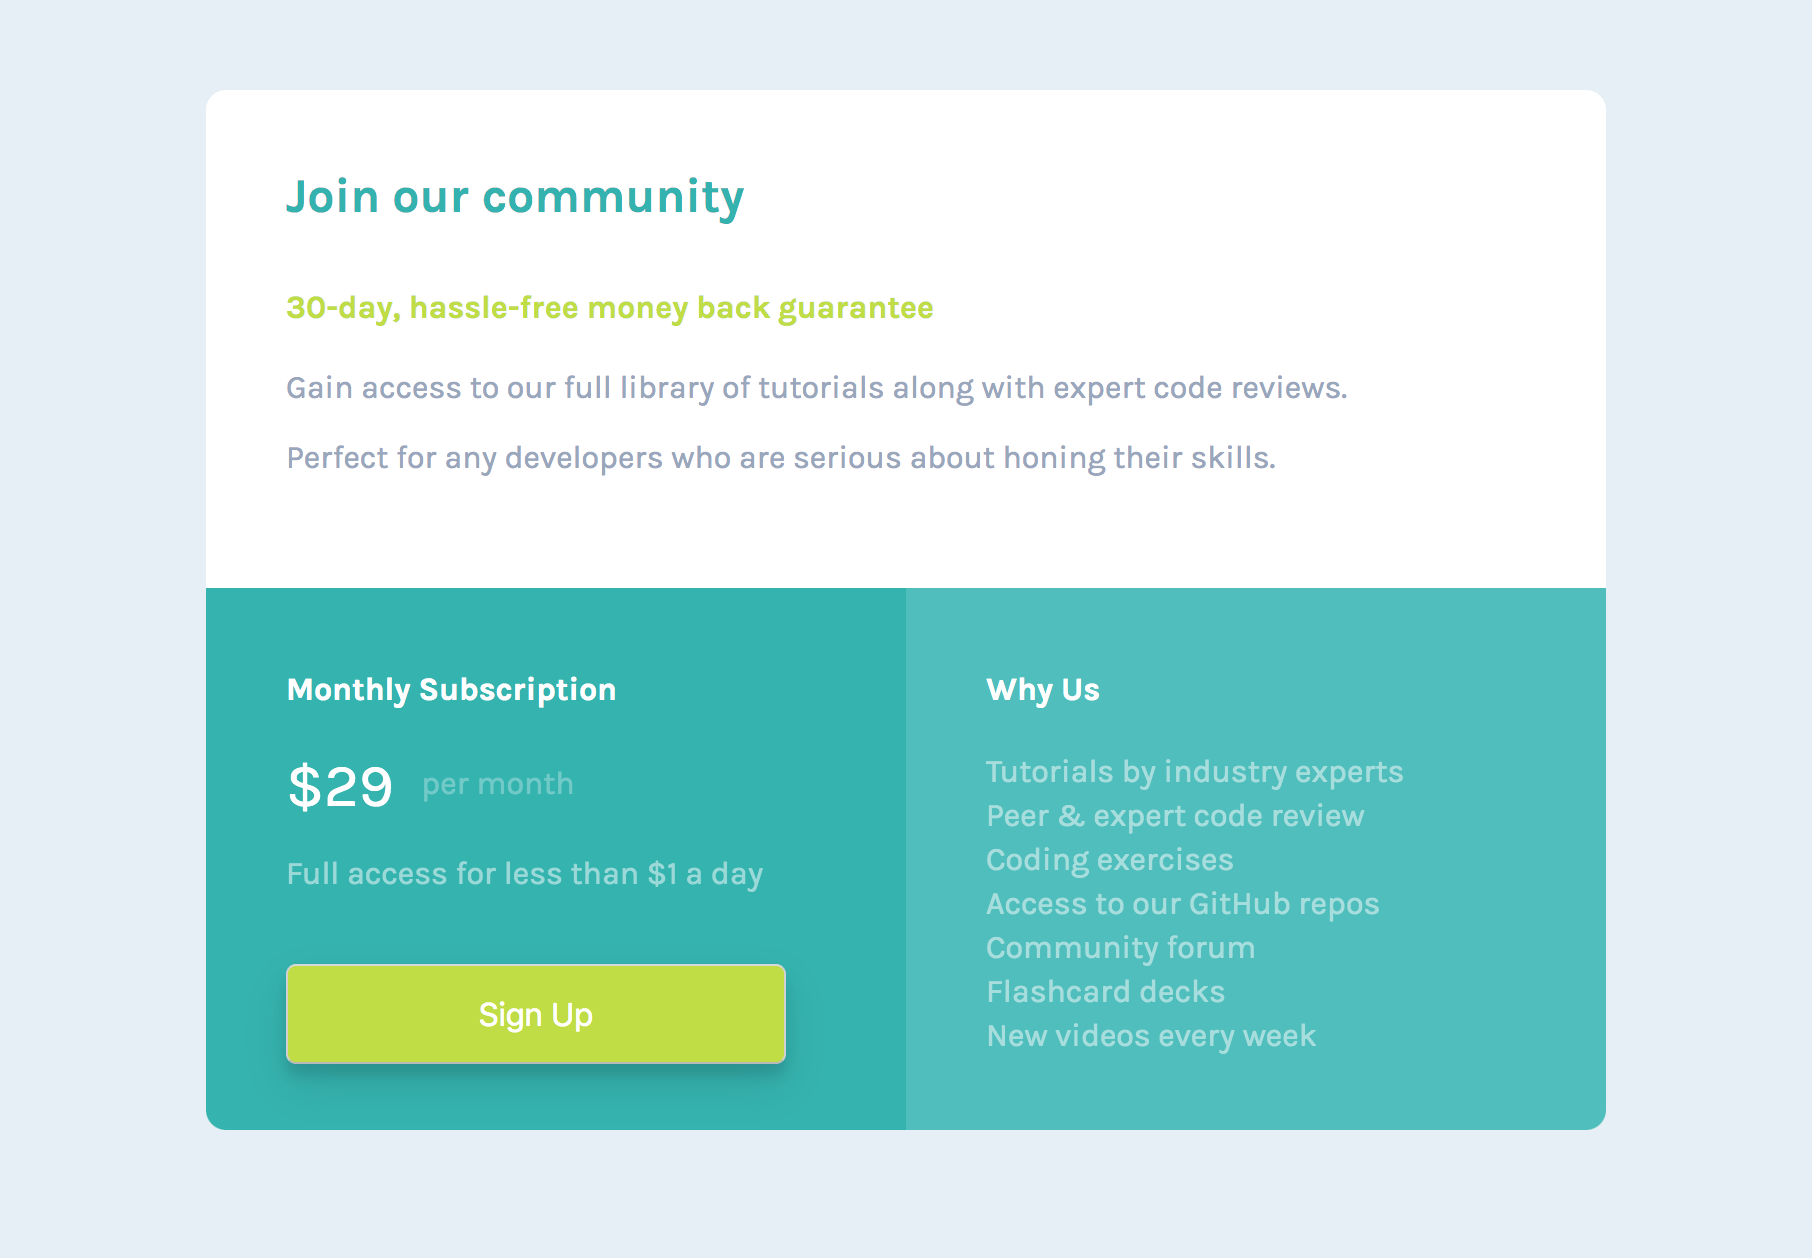 Join our community
30-day, hassle-free money back guarantee
Gain access to our full library of tutorials along with expert code reviews.
Perfect for any developers who are serious about honing their skills.
Monthly Subscription
$29 per month
Full access for less than $1 a day
Sign Up
Why Us
Tutorials by industry experts
Peer & expert code review
Coding exercises
Access to our GitHub repos
Community forum
Flashcard decks
New videos every week